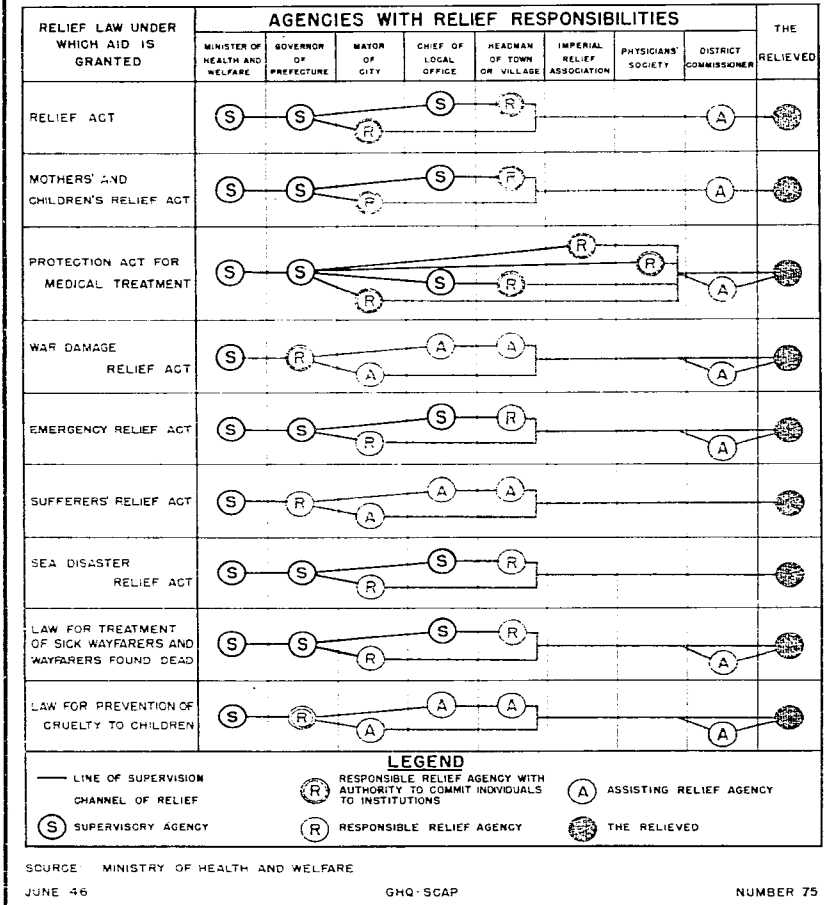 RELIEF LAW UNDER
WHICH AID IS
GRANTED
AGENCIES WITH RELIEF RESPONSIBILITIES
MINISTER OF
HEALTH AND
WELFARE
GOVERNOR
OF
PREFECTURE
MAYOR
OF
CITY
CHIEF OF
LOCAL
OFFICE
HEADMAN
OF TOWN
OR VILLAGE
IMPERIAL
RELIEF
ASSOCIATION
PHYSICIANS'
SOCIETY
DISTRICT
COMMISSIONER
THE
RELIEVED
RELIEF ACT
S S R S R A
MOTHERS' AND
CHILDREN'S RELIEF ACT
S S R S R A
PROTECTION ACT FOR
MEDICAL TREATMENT
S S R S R R R A
WAR DAMAGE
RELIEF ACT
S R A A A A
EMERGENCY RELIEF ACT
S S R S R A
SUFFERERS' RELIEF ACT
S R A A A
SEA DISASTER
RELIEF ACT
S S R S R
LAW FOR TREATMENT
OF SICK WAYFARERS AND
WAYFARERS FOUND DEAD
S S R S R A
LAW FOR PREVENTION OF
CRUELTY TO CHILDREN
S R A A A A
LEGEND
LINE OF SUPERVISION
CHANNEL OF RELIEF
S SUPERVISORY AGENCY
R RESPONSIBLE RELIEF AGENCY WITH
AUTHORITY TO COMMIT INDIVIDUALS
TO INSTITUTIONS
R RESPONSIBLE RELIEF AGENCY
A ASSISTING RELIEF AGENCY
THE RELIEVED
SOURCE: MINISTRY OF HEALTH AND WELFARE
JUNE 46
GHQ-SCAP
NUMBER 75